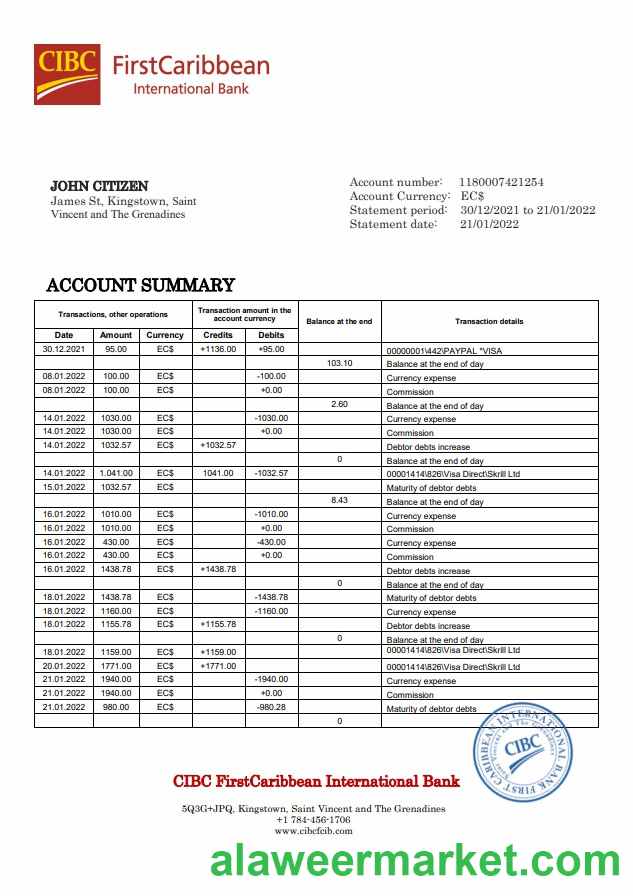 CIBC FirstCaribbean
International Bank
JOHN CITIZEN
James St, Kingstown, Saint
Vincent and The Grenadines
Account number: 1180007421254
Account Currency: EC$
Statement period: 30/12/2021 to 21/01/2022
Statement date: 21/01/2022
ACCOUNT SUMMARY
Transactions, other operations | Transaction amount in the account currency | Balance at the end | Transaction details
Date Amount Currency Credits Debits
30.12.2021 95.00 EC$ +1136.00 +95.00 00000001\442\PAYPAL *VISA
103.10 Balance at the end of day
08.01.2022 100.00 EC$ -100.00 Currency expense
08.01.2022 100.00 EC$ +0.00 Commission
2.60 Balance at the end of day
14.01.2022 1030.00 EC$ -1030.00 Currency expense
14.01.2022 1030.00 EC$ +0.00 Commission
14.01.2022 1032.57 EC$ +1032.57 Debtor debts increase
0 Balance at the end of day
14.01.2022 1.041.00 EC$ 1041.00 -1032.57 00001414\826\Visa Direct\Skrill Ltd
15.01.2022 1032.57 EC$ Maturity of debtor debts
8.43 Balance at the end of day
16.01.2022 1010.00 EC$ -1010.00 Currency expense
16.01.2022 1010.00 EC$ +0.00 Commission
16.01.2022 430.00 EC$ -430.00 Currency expense
16.01.2022 430.00 EC$ +0.00 Commission
16.01.2022 1438.78 EC$ +1438.78 Debtor debts increase
0 Balance at the end of day
18.01.2022 1438.78 EC$ -1438.78 Maturity of debtor debts
18.01.2022 1160.00 EC$ -1160.00 Currency expense
18.01.2022 1155.78 EC$ +1155.78 Debtor debts increase
0 Balance at the end of day
18.01.2022 1159.00 EC$ +1159.00 00001414\826\Visa Direct\Skrill Ltd
20.01.2022 1771.00 EC$ +1771.00 00001414\826\Visa Direct\Skrill Ltd
21.01.2022 1940.00 EC$ -1940.00 Currency expense
21.01.2022 1940.00 EC$ +0.00 Commission
21.01.2022 980.00 EC$ -980.28 Maturity of debtor debts
0
CIBC FIRST CARIBBEAN INTERNATIONAL BANK
Saint Vincent and The Grenadines
CIBC FirstCaribbean International Bank
5Q3G+JPQ, Kingstown, Saint Vincent and The Grenadines
+1 784-456-1706
www.cibcfcib.com
alaweermarket.com